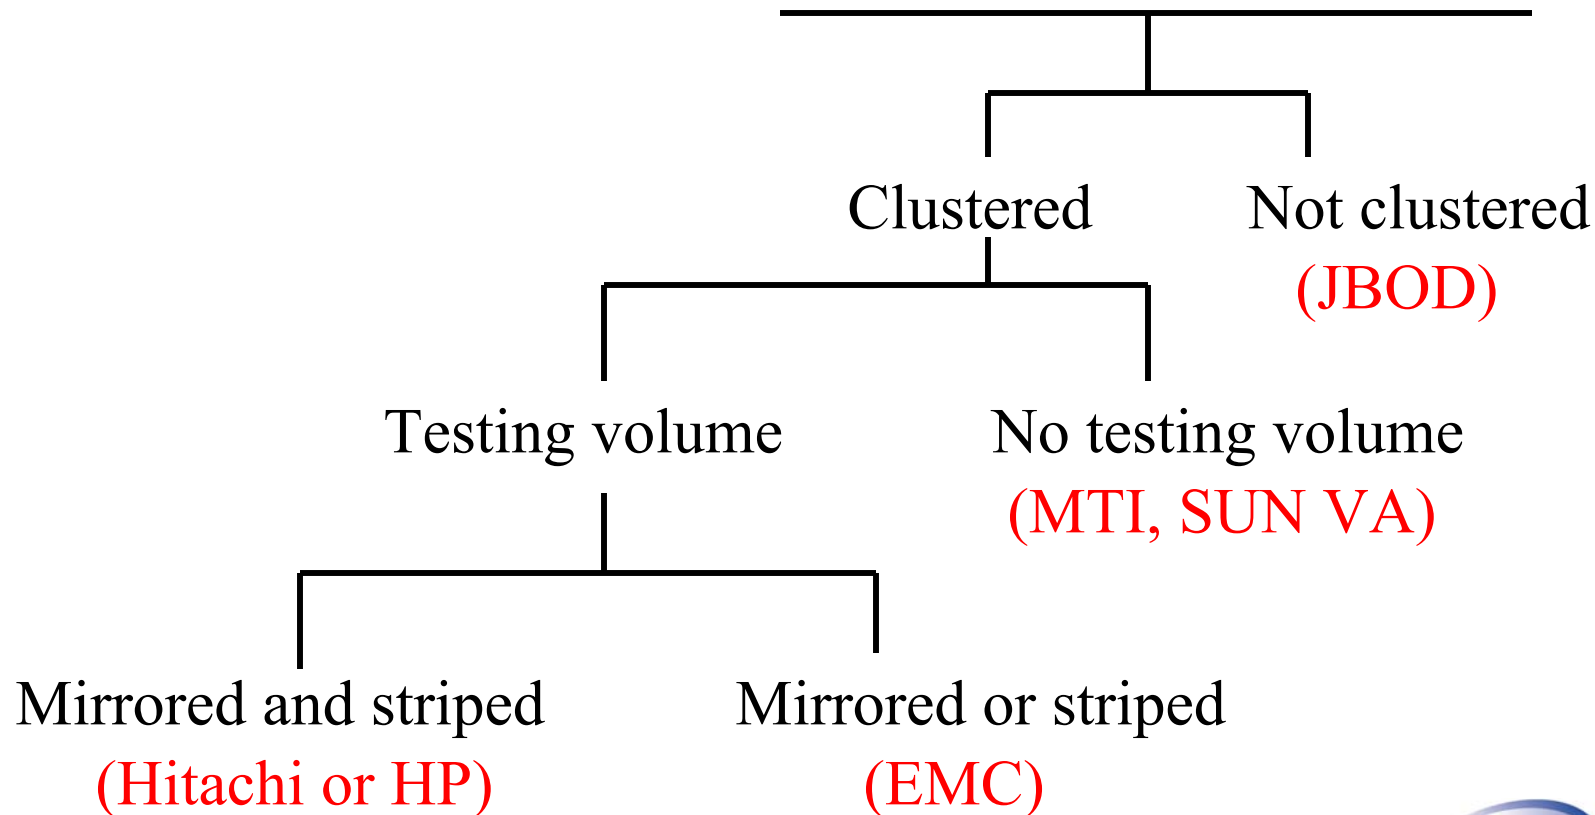 Clustered
Not clustered
(JBOD)
Testing volume
No testing volume
(MTI, SUN VA)
Mirrored and striped
(Hitachi or HP)
Mirrored or striped
(EMC)